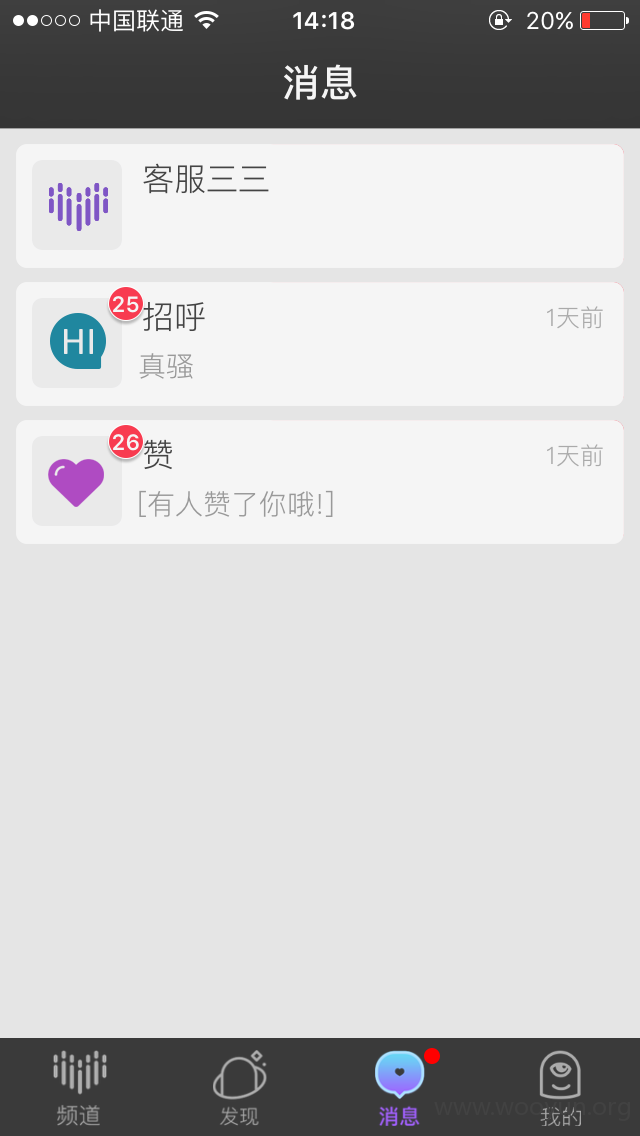 中国联通 14:18 20%
消息
客服三三
25
招呼 1天前
HI
真骚
26
赞 1天前
[有人赞了你哦!]
频道 发现 消息 我的
www.wooyun.org